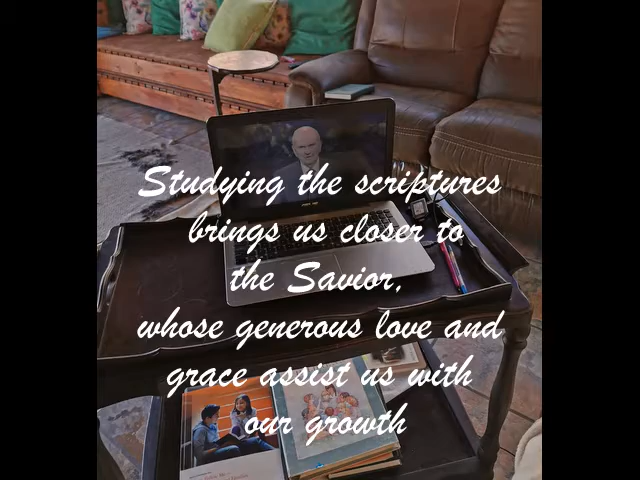 ASUS
Studying the scriptures
brings us closer to
the Savior,
whose generous love and
grace assist us with
our growth